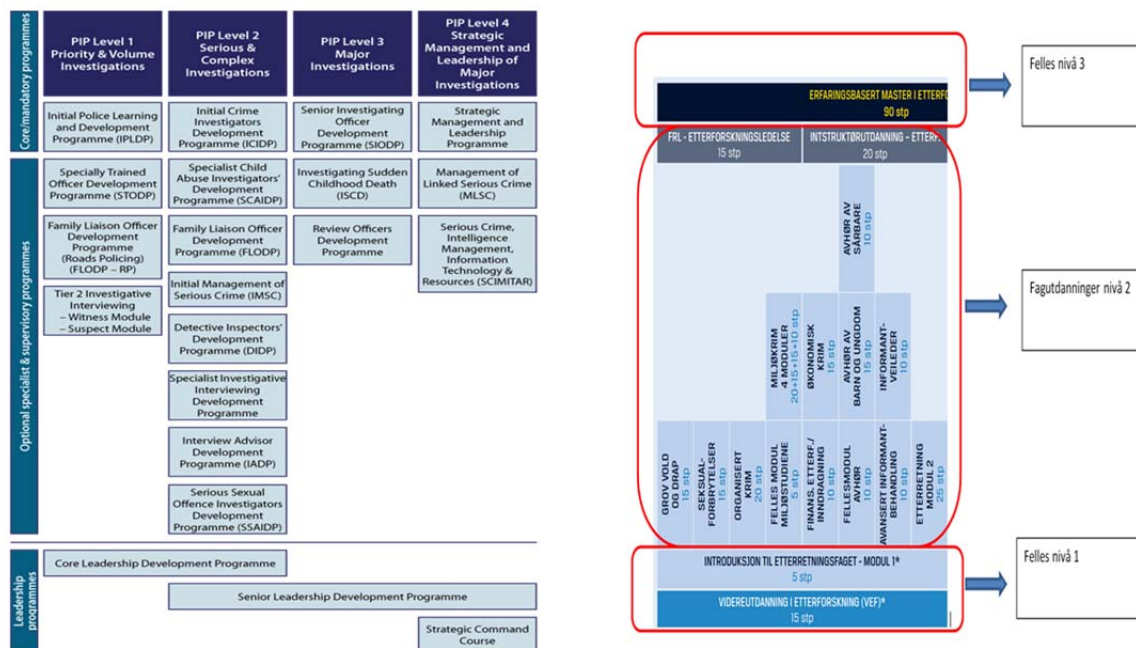 Core/mandatory programmes
PIP Level 1
Priority & Volume
Investigations
PIP Level 2
Serious &
Complex
Investigations
PIP Level 3
Major
Investigations
PIP Level 4
Strategic
Management and
Leadership of
Major
Investigations
Initial Police Learning
and Development
Programme (IPLDP)
Initial Crime
Investigators
Development
Programme (ICIDP)
Senior Investigating
Officer
Development
Programme (SIODP)
Strategic
Management and
Leadership
Programme
Optional specialist & supervisory programmes
Specially Trained
Officer Development
Programme (STODP)
Specialist Child
Abuse Investigators'
Development
Programme (SCAIDP)
Investigating Sudden
Childhood Death
(ISCD)
Management of
Linked Serious Crime
(MLSC)
Family Liaison Officer
Development
Programme
(Roads Policing)
(FLODP – RP)
Family Liaison Officer
Development
Programme (FLODP)
Review Officers
Development
Programme
Serious Crime,
Intelligence
Management,
Information
Technology &
Resources (SCIMITAR)
Tier 2 Investigative
Interviewing
– Witness Module
– Suspect Module
Initial Management of
Serious Crime (IMSC)
Detective Inspectors'
Development
Programme (DIDP)
Specialist Investigative
Interviewing
Development
Programme
Interview Advisor
Development
Programme (IADP)
Serious Sexual
Offence Investigators
Development
Programme (SSAIDP)
Leadership
programmes
Core Leadership Development Programme
Senior Leadership Development Programme
Strategic Command
Course
ERFARINGSBASERT MASTER I ETTERFO
90 stp
Felles nivå 3
FRL - ETTERFORSKNINGSLEDELSE
15 stp
INTSTRUKTØRUTDANNING – ETTERF.
20 stp
AVHØR AV
SÅRBARE
10 stp
MILJØKRIM
4 MODULER
20+15+15+10 stp
ØKONOMISK
KRIM
15 stp
AVHØR AV
BARN OG UNGDOM
15 stp
INFORMANT-
VEILEDER
10 stp
Fagutdanninger nivå 2
GROV VOLD
OG DRAP
15 stp
SEKSUAL-
FORBRYTELSER
15 stp
ORGANISERT
KRIM
20 stp
FELLES MODUL
MILJØSTUDIENE
5 stp
FINANS. ETTERF./
INNDRAGNING
10 stp
FELLESMODUL
AVHØR
10 stp
AVANSERT INFORMANT-
BEHANDLING
10 stp
ETTERRETNING
MODUL 2
25 stp
INTRODUKSJON TIL ETTERRETNINGSFAGET - MODUL 1*
5 stp
Felles nivå 1
VIDEREUTDANNING I ETTERFORSKNING (VEF)*
15 stp